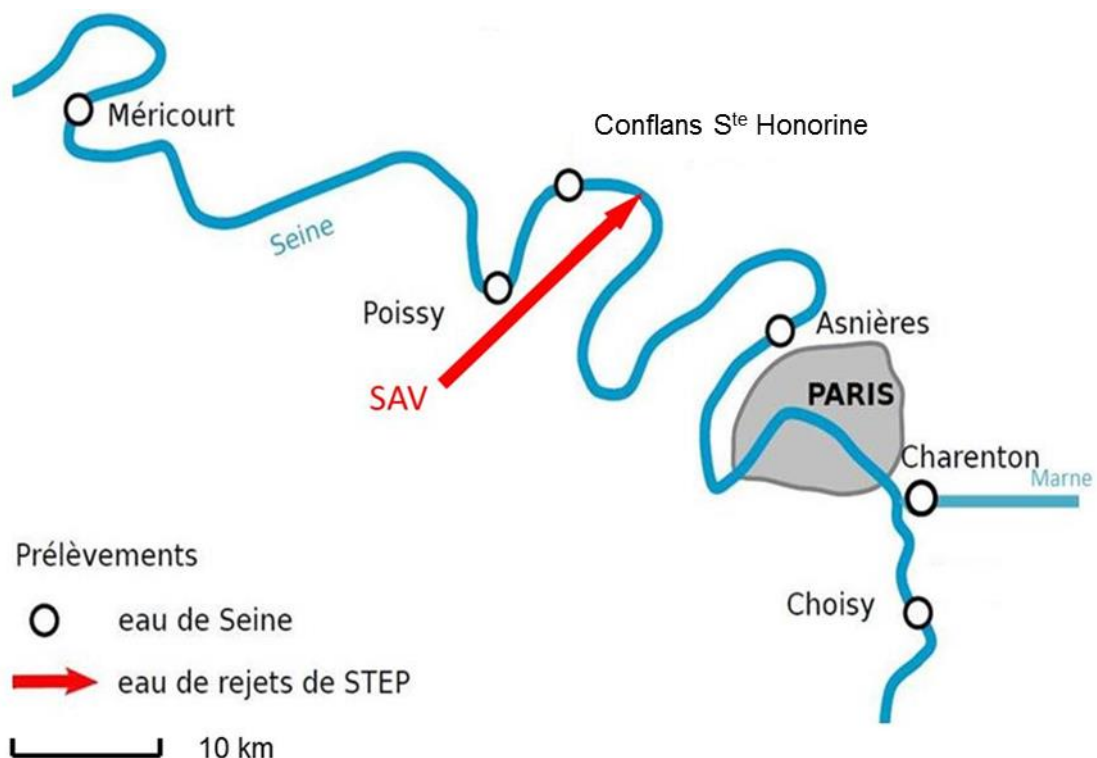 Méricourt
Conflans Ste Honorine
Seine
Poissy
Asnières
SAV
PARIS
Charenton
Marne
Prélèvements
Choisy
eau de Seine
eau de rejets de STEP
10 km